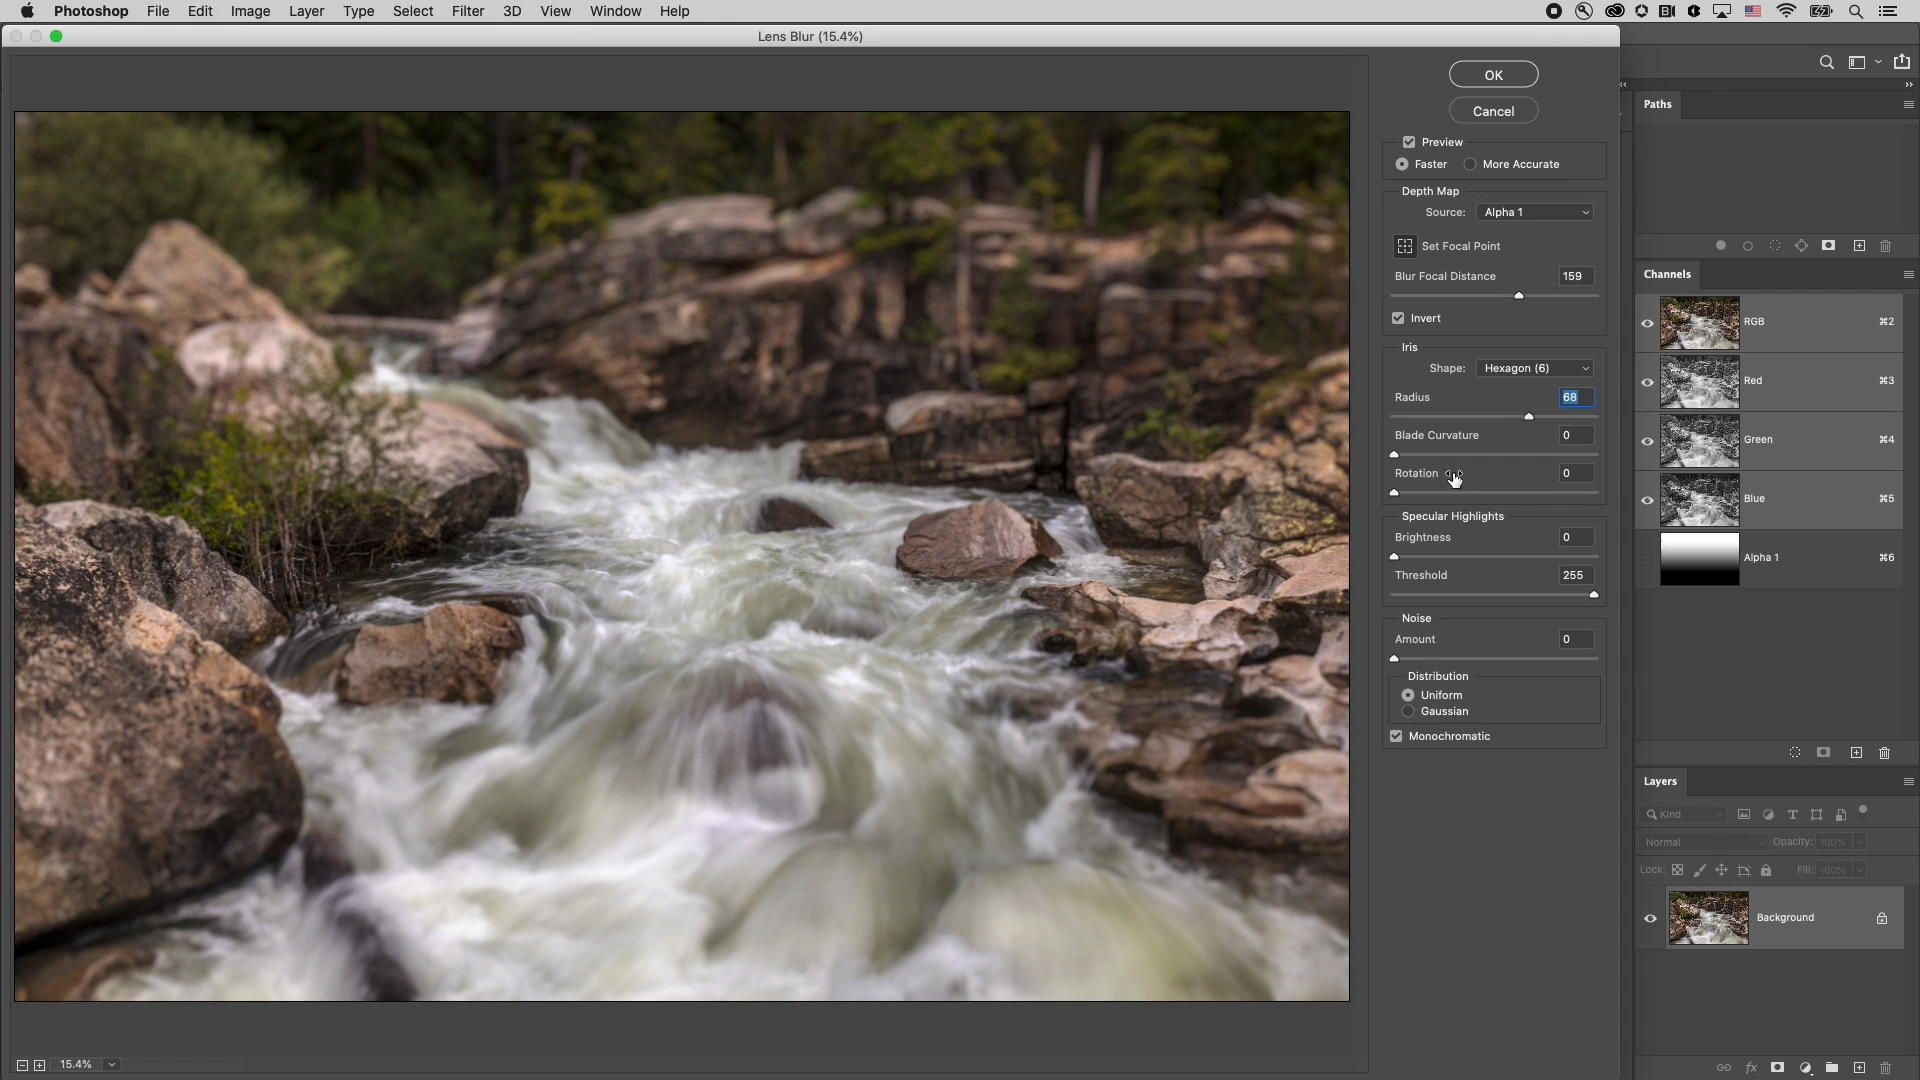 Photoshop File Edit Image Layer Type Select Filter 3D View Window Help
Lens Blur (15.4%)
OK
Cancel
Preview
Faster More Accurate
Depth Map
Source: Alpha 1
Set Focal Point
Blur Focal Distance 159
Invert
Iris
Shape: Hexagon (6)
Radius 68
Blade Curvature 0
Rotation 0
Specular Highlights
Brightness 0
Threshold 255
Noise
Amount 0
Distribution
Uniform
Gaussian
Monochromatic
15.4%
Paths
Channels
RGB ⌘2
Red ⌘3
Green ⌘4
Blue ⌘5
Alpha 1 ⌘6
Layers
Kind
Normal Opacity: 100%
Lock: Fill: 100%
Background
fx